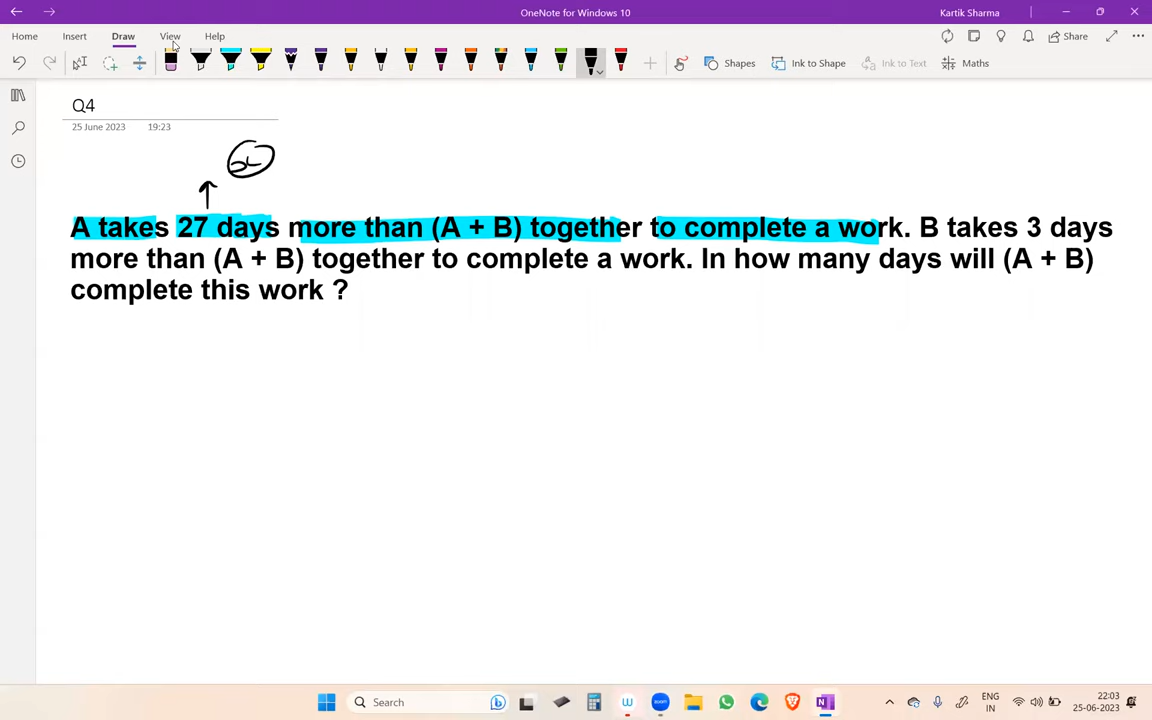 OneNote for Windows 10
Kartik Sharma
Home Insert Draw View Help
Share
Shapes Ink to Shape Ink to Text Maths
Q4
25 June 2023 19:23
A takes 27 days more than (A + B) together to complete a work. B takes 3 days
more than (A + B) together to complete a work. In how many days will (A + B)
complete this work ?
Search
ENG
IN
22:03
25-06-2023